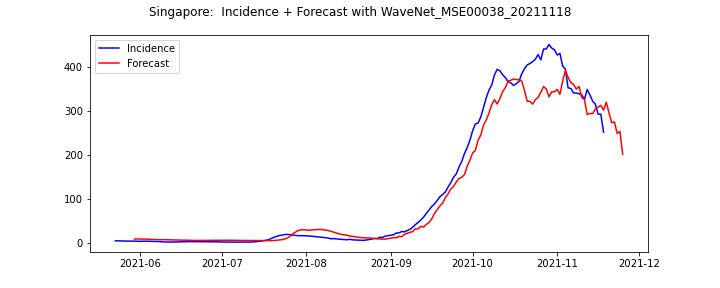 Singapore:  Incidence + Forecast with WaveNet_MSE00038_20211118
Incidence
Forecast
400
300
200
100
0
2021-06 2021-07 2021-08 2021-09 2021-10 2021-11 2021-12